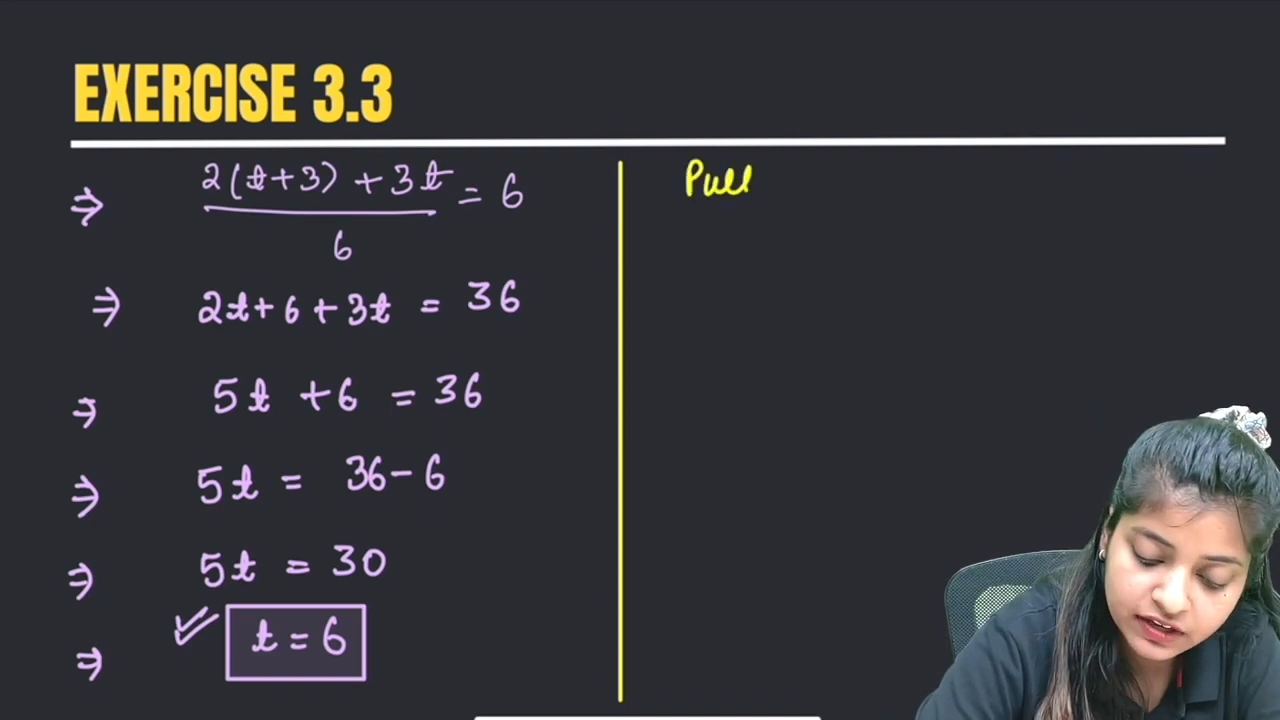 EXERCISE 3.3
⇒ 2(t+3) + 3t / 6 = 6
⇒ 2t + 6 + 3t = 36
⇒ 5t + 6 = 36
⇒ 5t = 36 - 6
⇒ 5t = 30
⇒ ✓ t = 6
Pull